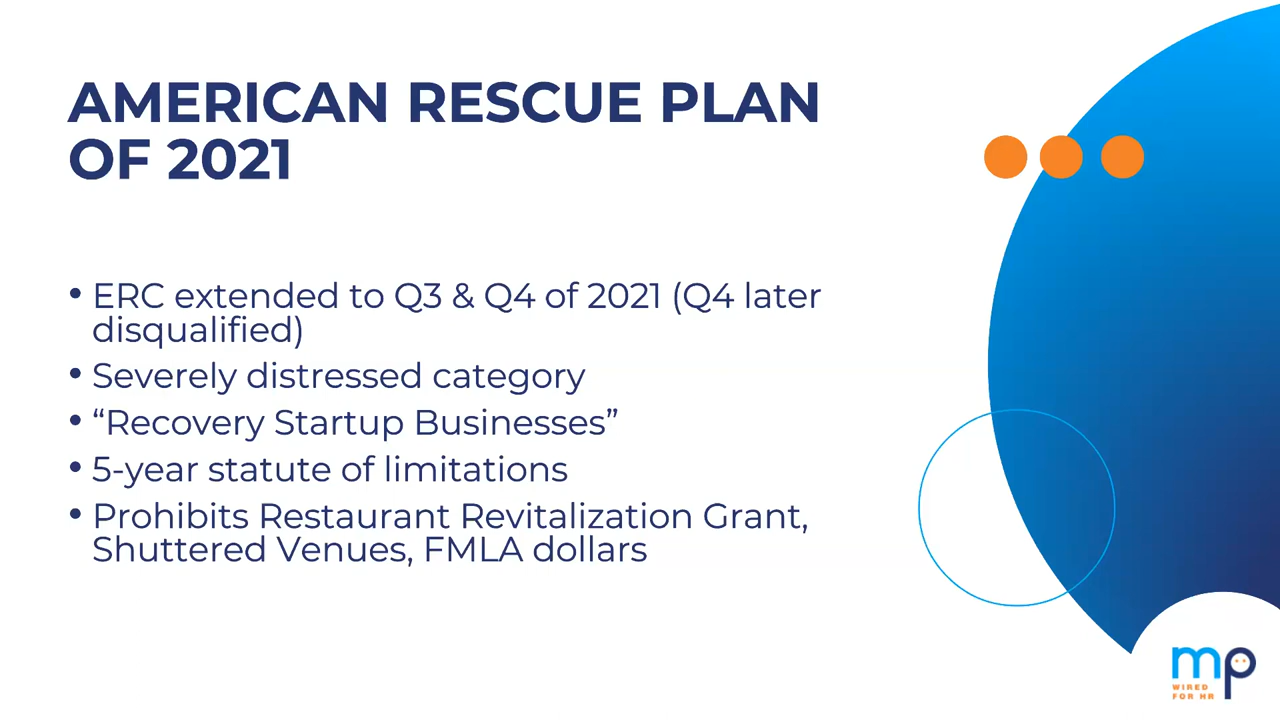 AMERICAN RESCUE PLAN
OF 2021
• ERC extended to Q3 & Q4 of 2021 (Q4 later
disqualified)
• Severely distressed category
• “Recovery Startup Businesses”
• 5-year statute of limitations
• Prohibits Restaurant Revitalization Grant,
Shuttered Venues, FMLA dollars
mp
WIRED
FOR HR